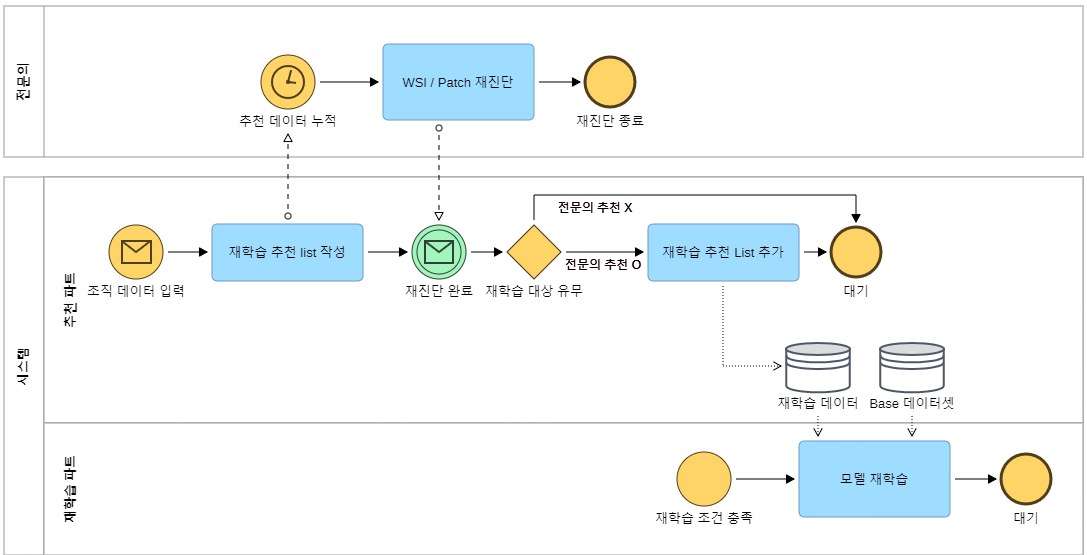 전문의
추천 데이터 누적
WSI / Patch 재진단
재진단 종료
시스템
추천 파트
조직 데이터 입력
재학습 추천 list 작성
재진단 완료
재학습 대상 유무
전문의 추천 X
전문의 추천 O
재학습 추천 List 추가
대기
재학습 데이터
Base 데이터셋
재학습 파트
재학습 조건 충족
모델 재학습
대기